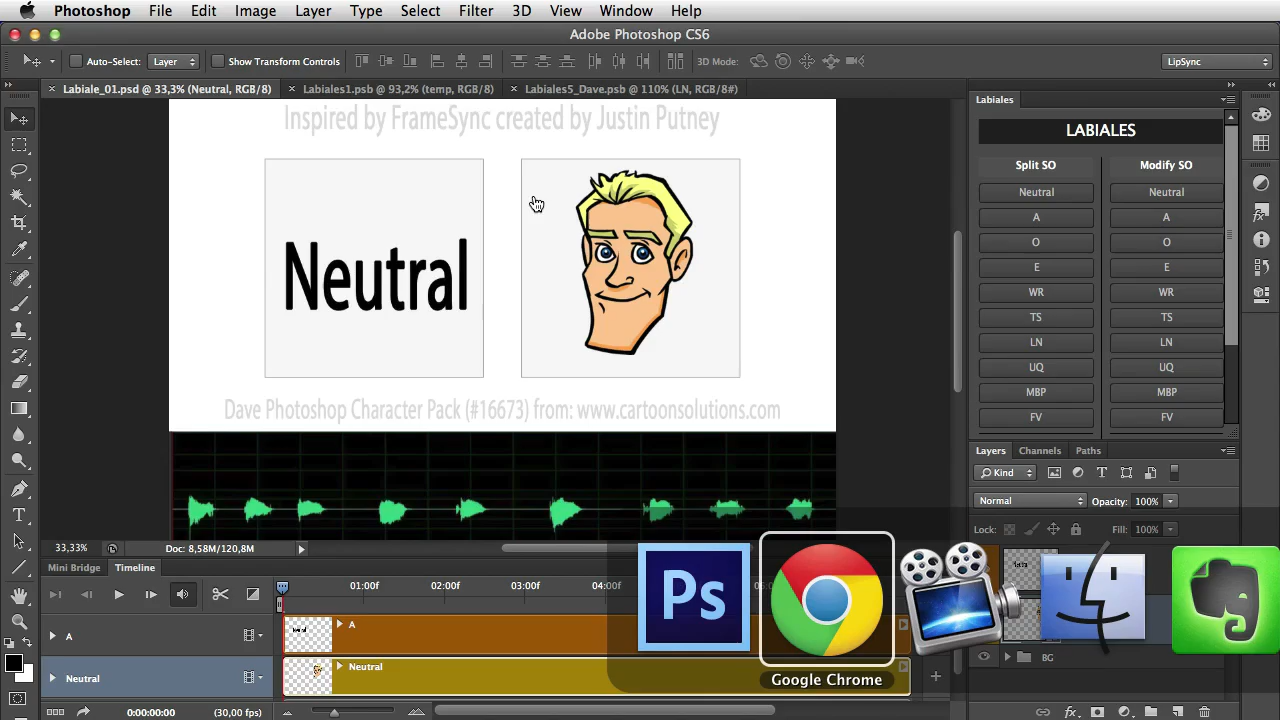 Photoshop File Edit Image Layer Type Select Filter 3D View Window Help
Adobe Photoshop CS6
Auto-Select: Layer Show Transform Controls 3D Mode: LipSync
Labiale_01.psd @ 33,3% (Neutral, RGB/8) Labiales1.psb @ 93,2% (temp, RGB/8) Labiales5_Dave.psb @ 110% (LN, RGB/8#)
Inspired by FrameSync created by Justin Putney
Neutral
Dave Photoshop Character Pack (#16673) from: www.cartoonsolutions.com
Labiales
LABIALES
Split SO Modify SO
Neutral Neutral
A A
O O
E E
WR WR
TS TS
LN LN
UQ UQ
MBP MBP
FV FV
Layers Channels Paths
Kind
Normal Opacity: 100%
Lock: Fill: 100%
BG
33,33% Doc: 8,58M/120,8M
Mini Bridge Timeline
01:00f 02:00f 03:00f 04:00f
A A
Neutral Neutral
0:00:00:00 (30,00 fps)
Ps
Google Chrome